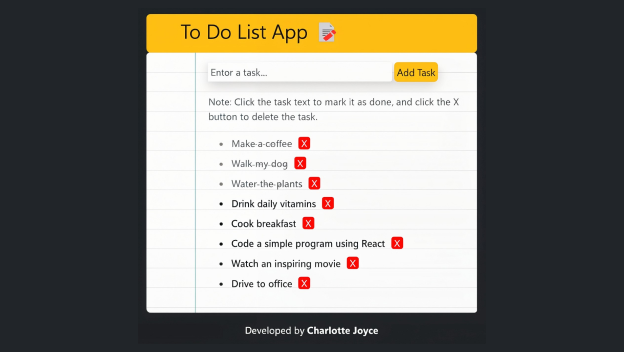 To Do List App
Enter a task...
Add Task
Note: Click the task text to mark it as done, and click the X
button to delete the task.
Make a coffee X
Walk my dog X
Water the plants X
Drink daily vitamins X
Cook breakfast X
Code a simple program using React X
Watch an inspiring movie X
Drive to office X
Developed by Charlotte Joyce